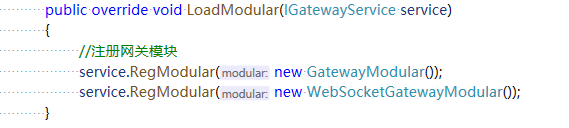 public override void LoadModular(IGatewayService service)
{
//注册网关模块
service.RegModular(modular: new GatewayModular());
service.RegModular(modular: new WebSocketGatewayModular());
}